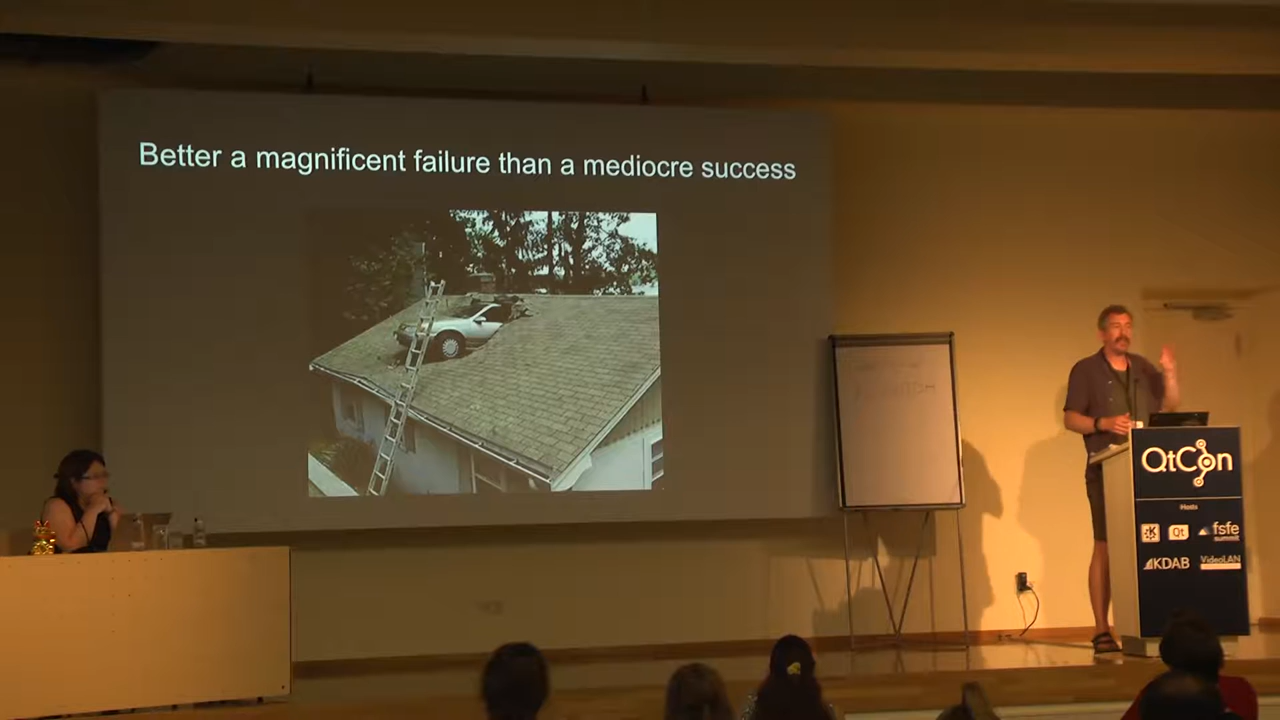 Better a magnificent failure than a mediocre success
QtCon
Hosts
Qt
fsfe
summit
KDAB
VideoLAN